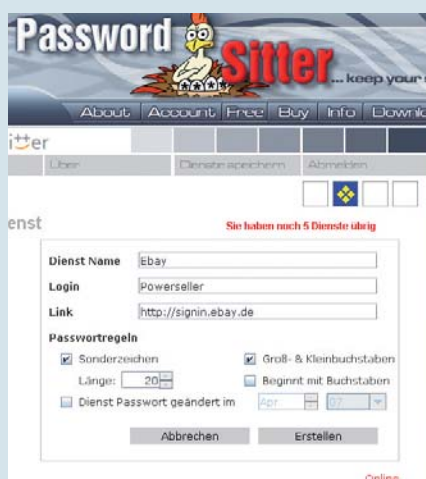 Password
Sitter
... keep your
About Account Free Buy Info Downl
itter
Über Dienste speichern Abmelden
enst
Sie haben noch 5 Dienste übrig
Dienst Name Ebay
Login Powerseller
Link http://signin.ebay.de
Passwortregeln
Sonderzeichen Groß- & Kleinbuchstaben
Länge: 20 Beginnt mit Buchstaben
Dienst Passwort geändert im Apr 07
Abbrechen Erstellen
Online